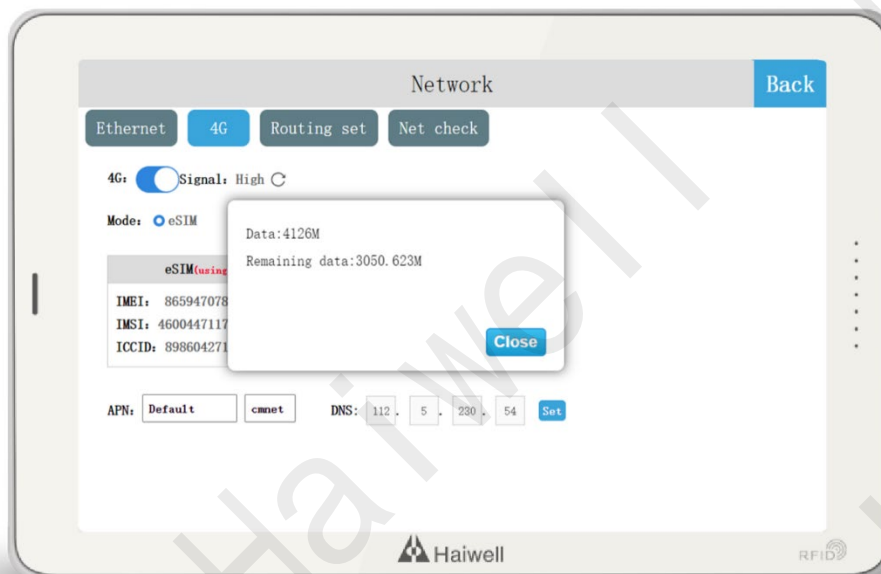 Network
Back
Ethernet
4G
Routing set
Net check
4G:
Signal: High
Mode:
eSIM
Data:4126M
Remaining data:3050.623M
Close
eSIM(using
IMEI: 865947078
IMSI: 4600447117
ICCID: 898604271
APN: Default
cmnet
DNS: 112 . 5 . 230 . 54
Set
Haiwell
RFID
Haiwell